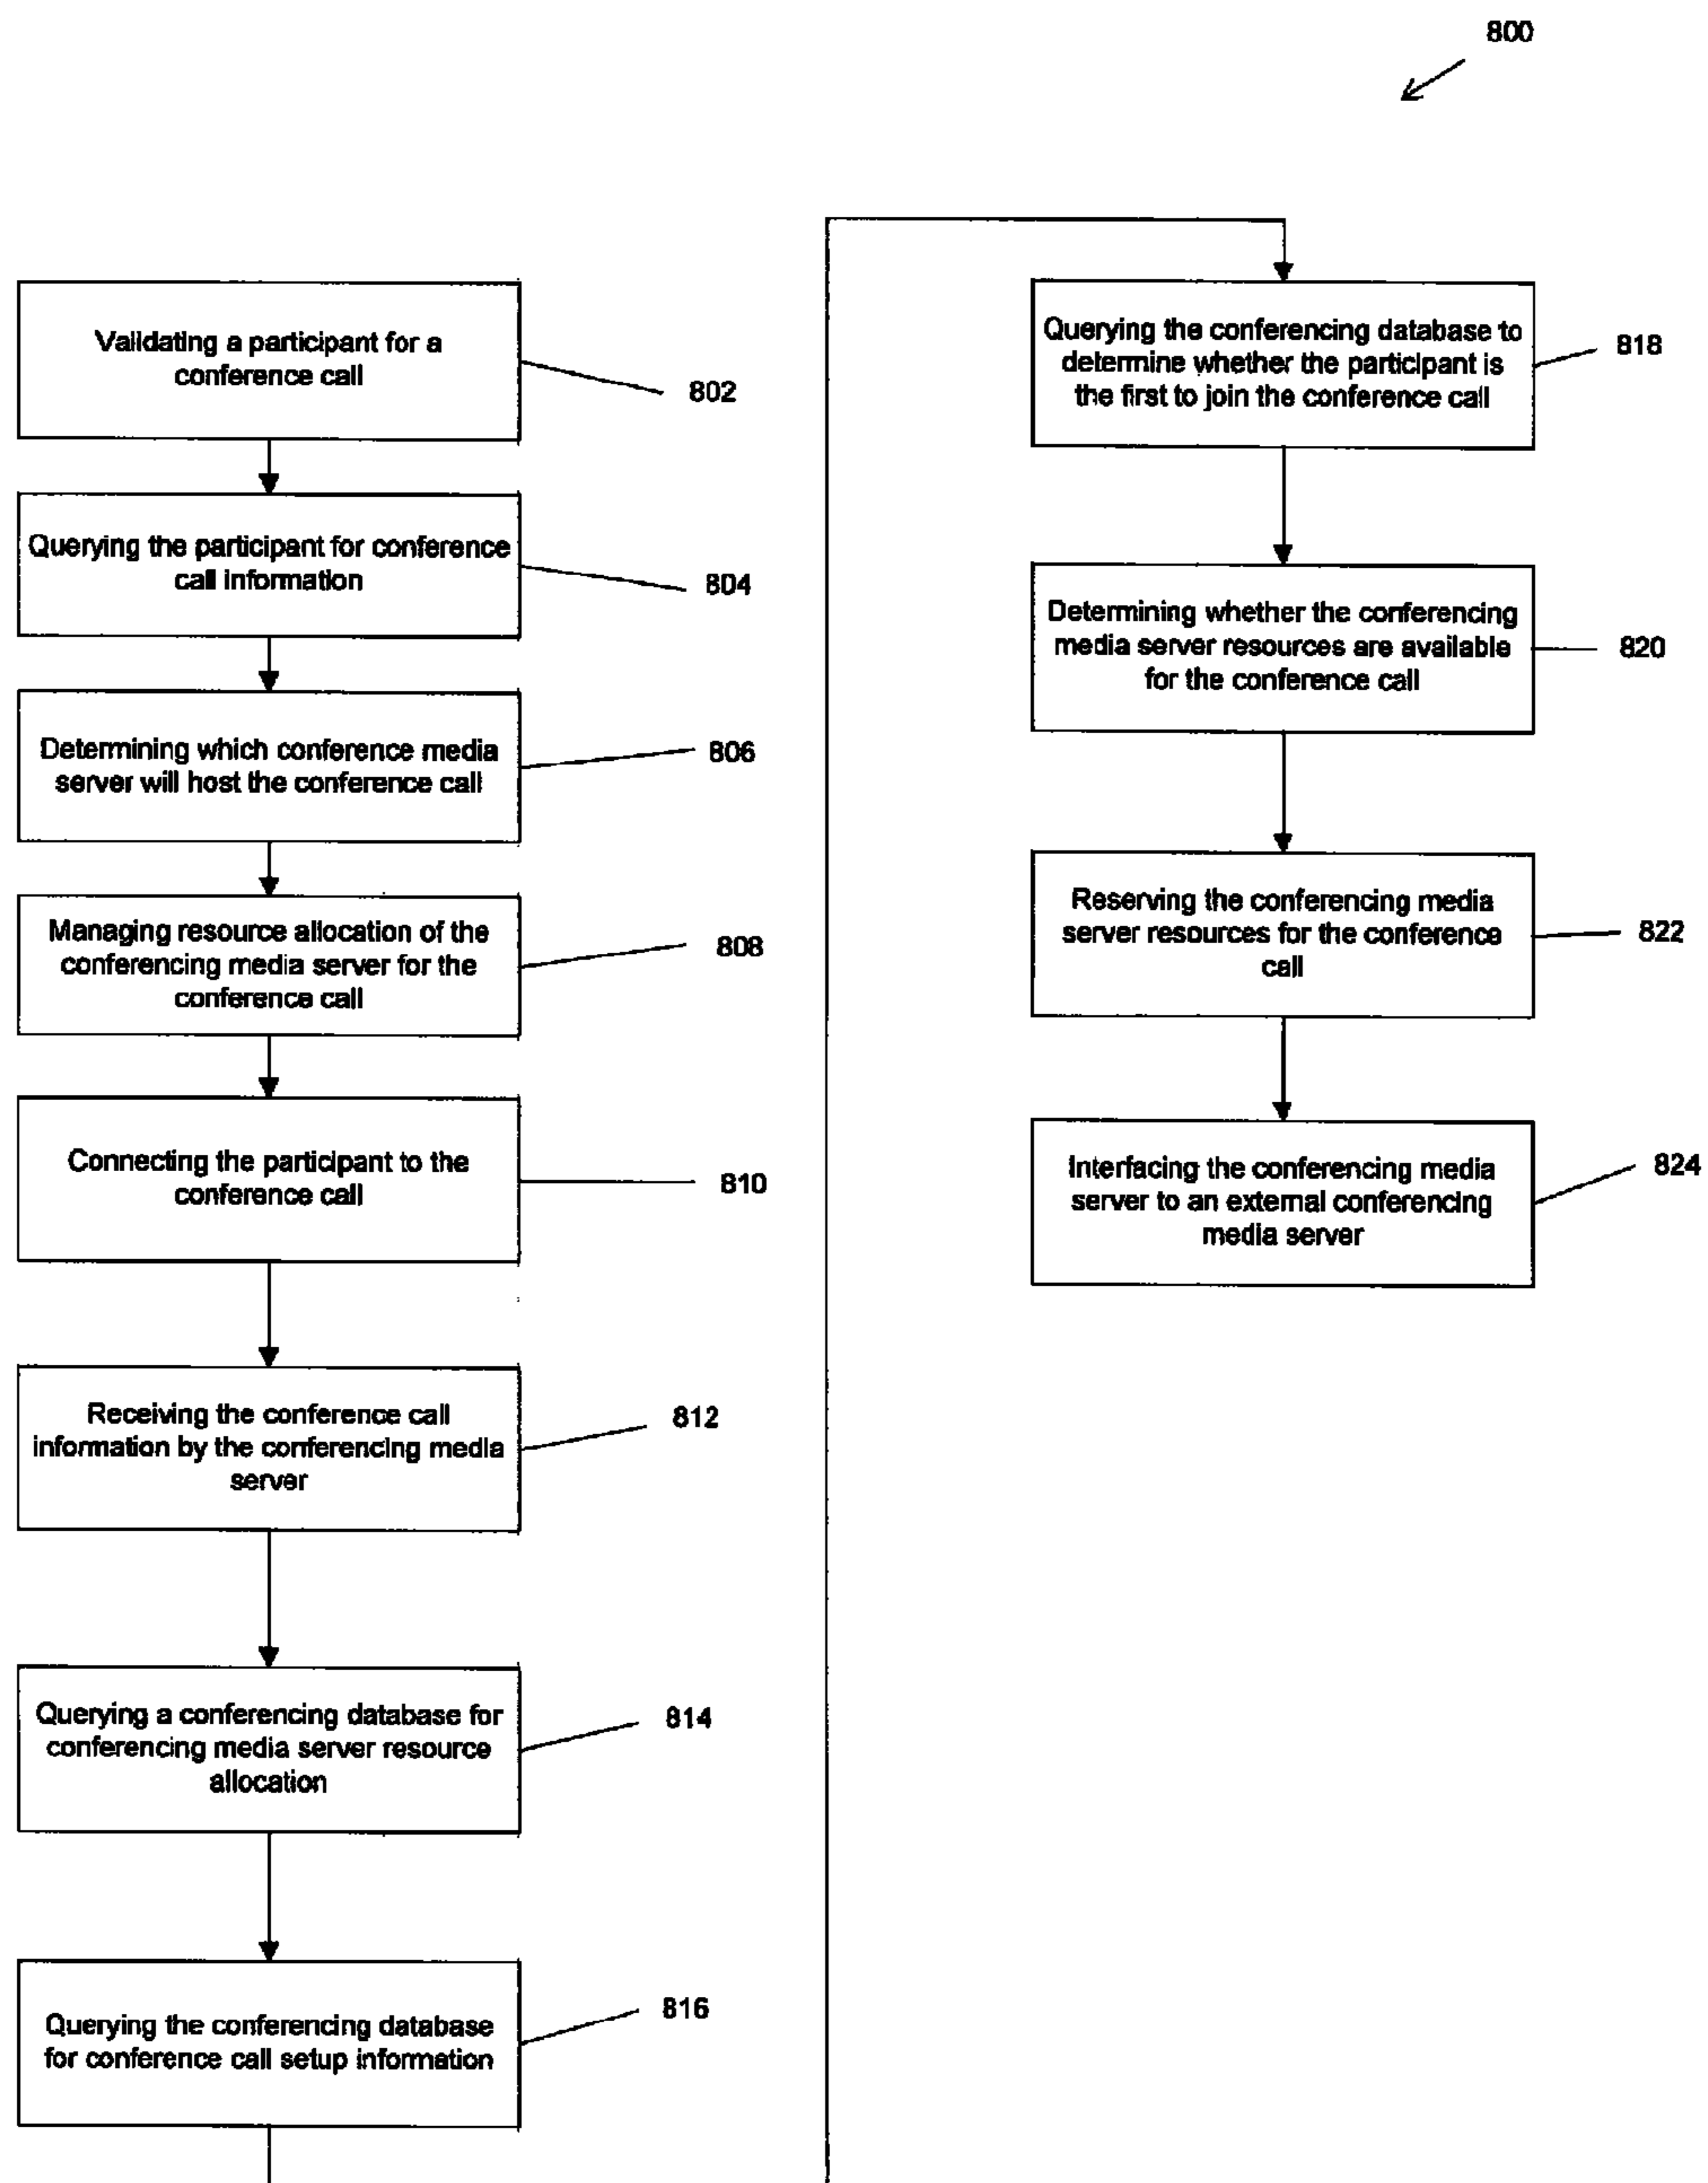 800
Validating a participant for a
conference call
802
Querying the participant for conference
call information
804
Determining which conference media
server will host the conference call
806
Managing resource allocation of the
conferencing media server for the
conference call
808
Connecting the participant to the
conference call
810
Receiving the conference call
information by the conferencing media
server
812
Querying a conferencing database for
conferencing media server resource
allocation
814
Querying the conferencing database
for conference call setup information
816
Querying the conferencing database to
determine whether the participant is
the first to join the conference call
818
Determining whether the conferencing
media server resources are available
for the conference call
820
Reserving the conferencing media
server resources for the conference
call
822
Interfacing the conferencing media
server to an external conferencing
media server
824